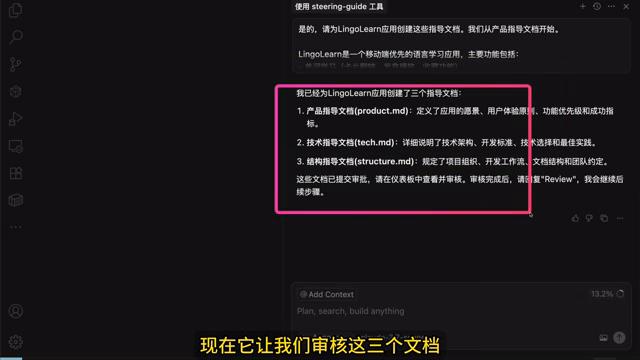 使用 steering-guide 工具
是的，请为LingoLearn应用创建这些指导文档。我们从产品指导文档开始。
LingoLearn是一个移动端优先的语言学习应用，主要功能包括：
我已经为LingoLearn应用创建了三个指导文档：
1. 产品指导文档(product.md)：定义了应用的愿景、用户体验原则、功能优先级和成功指
标。
2. 技术指导文档(tech.md)：详细说明了技术架构、开发标准、技术选择和最佳实践。
3. 结构指导文档(structure.md)：规定了项目组织、开发工作流、文档结构和团队约定。
这些文档已提交审批，请在仪表板中查看并审核。审核完成后，请回复"Review"，我会继续后
续步骤。
@ Add Context
13.2%
Plan, search, build anything
现在它让我们审核这三个文档